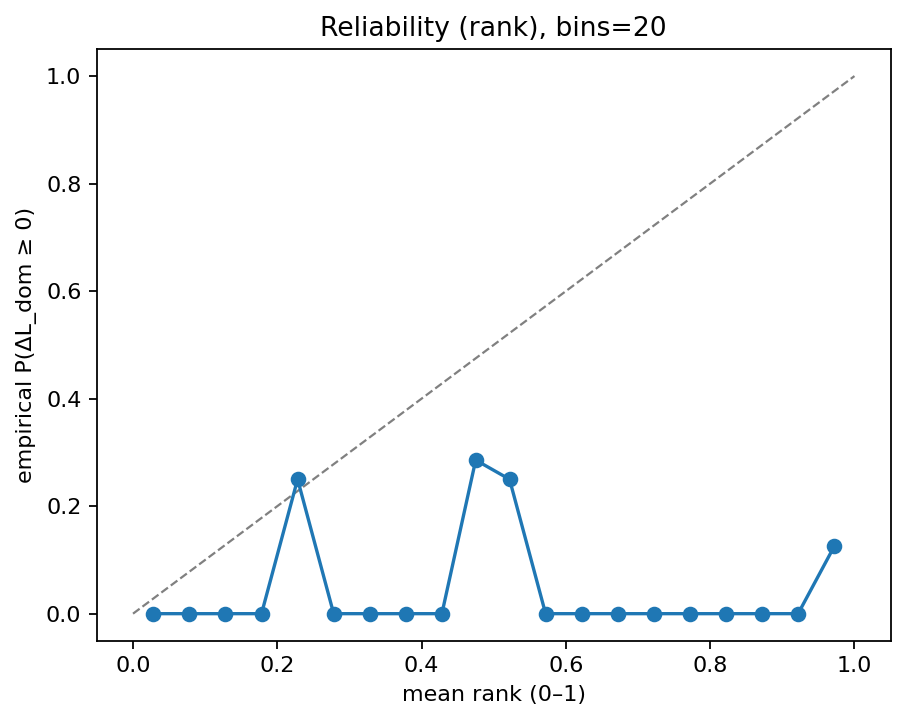 Reliability (rank), bins=20
1.0
0.8
0.6
0.4
0.2
0.0
empirical P(ΔL_dom ≥ 0)
0.0 0.2 0.4 0.6 0.8 1.0
mean rank (0–1)